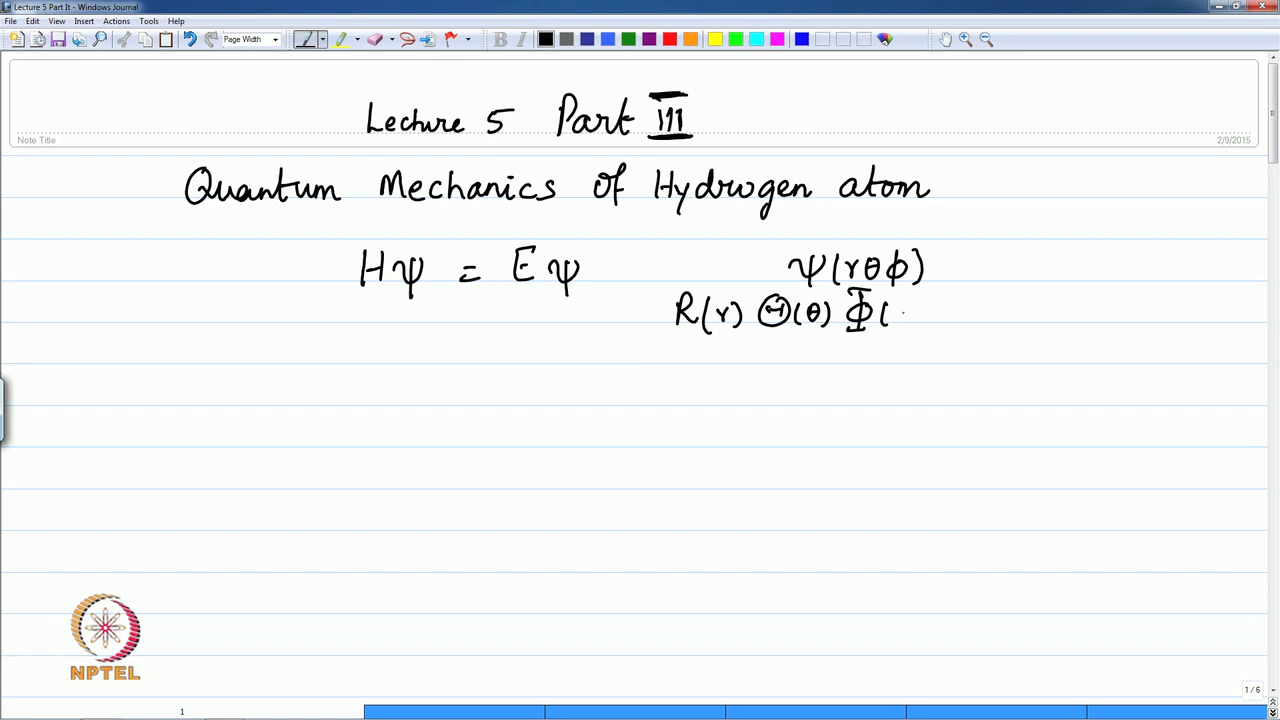 Lecture 5 Part It - Windows Journal
File Edit View Insert Actions Tools Help
Page Width
Lecture 5 Part III
Note Title
2/9/2015
Quantum Mechanics of Hydrogen atom
Hψ = Eψ ψ(rθϕ)
R(r) Θ(θ) Φ(
NPTEL
1 / 6
1